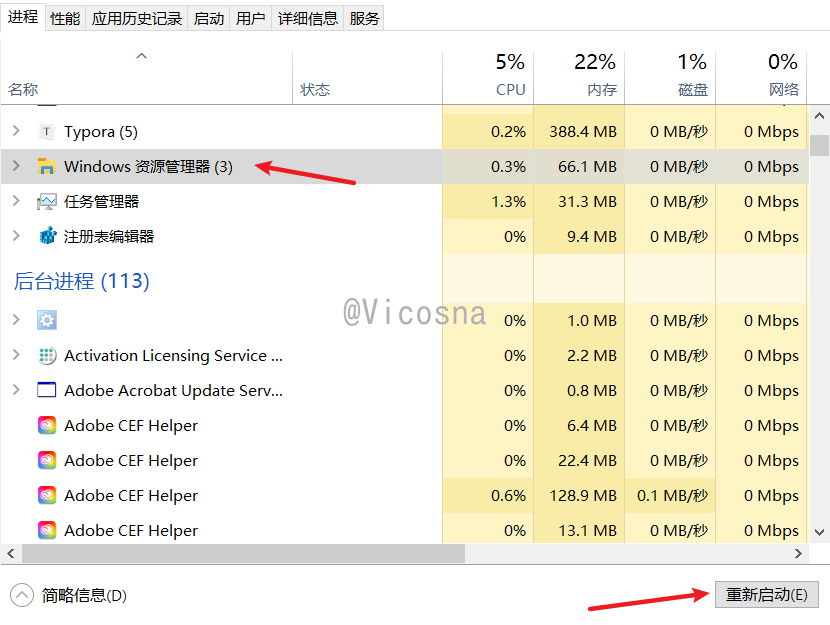 进程 性能 应用历史记录 启动 用户 详细信息 服务
5% 22% 1% 0%
名称 状态 CPU 内存 磁盘 网络
Typora (5) 0.2% 388.4 MB 0 MB/秒 0 Mbps
Windows 资源管理器 (3) 0.3% 66.1 MB 0 MB/秒 0 Mbps
任务管理器 1.3% 31.3 MB 0 MB/秒 0 Mbps
注册表编辑器 0% 9.4 MB 0 MB/秒 0 Mbps
后台进程 (113)
@Vicosna
0% 1.0 MB 0 MB/秒 0 Mbps
Activation Licensing Service ... 0% 2.2 MB 0 MB/秒 0 Mbps
Adobe Acrobat Update Serv... 0% 0.8 MB 0 MB/秒 0 Mbps
Adobe CEF Helper 0% 6.4 MB 0 MB/秒 0 Mbps
Adobe CEF Helper 0% 22.4 MB 0 MB/秒 0 Mbps
Adobe CEF Helper 0.6% 128.9 MB 0.1 MB/秒 0 Mbps
Adobe CEF Helper 0% 13.1 MB 0 MB/秒 0 Mbps
简略信息(D) 重新启动(E)